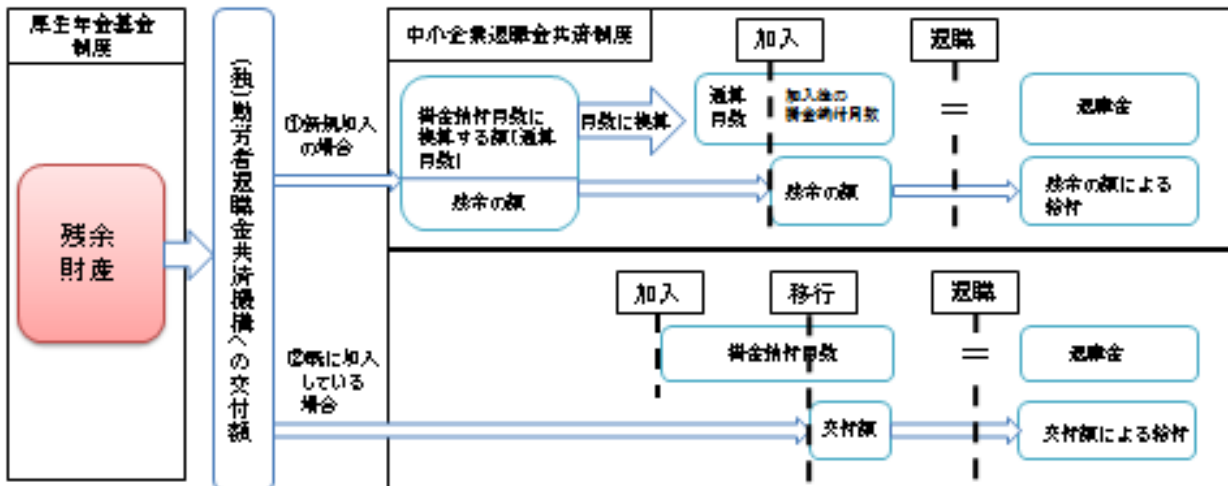 厚生年金基金
制度
残余
財産
(独)勤労者退職金共済機構への交付額
①新規加入
の場合
②既に加入
している
場合
中小企業退職金共済制度
加入
退職
掛金納付月数に
換算する額(通算
月数)
残余の額
月数に換算
通算
月数
加入後の
掛金納付月数
=
退職金
残余の額
残余の額による
給付
加入
移行
退職
掛金納付月数
=
退職金
交付額
交付額による給付